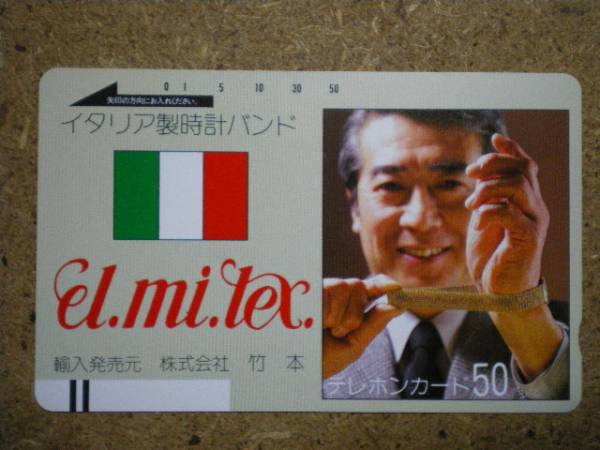 0 1 5 10 30 50
矢印の方向にお入れください。
イタリア製時計バンド
el.mi.tex.
輸入発売元 株式会社 竹本
テレホンカード50